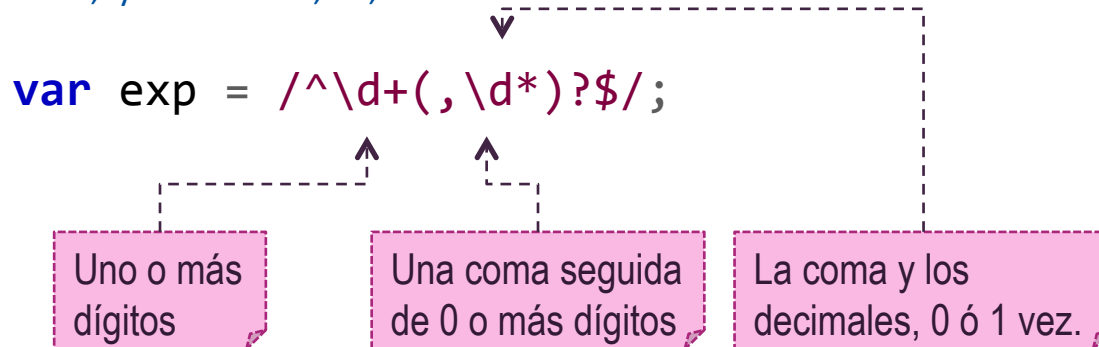 var exp = /^\d+(,\d*)?$/;
Uno o más
dígitos
Una coma seguida
de 0 o más dígitos
La coma y los
decimales, 0 ó 1 vez.